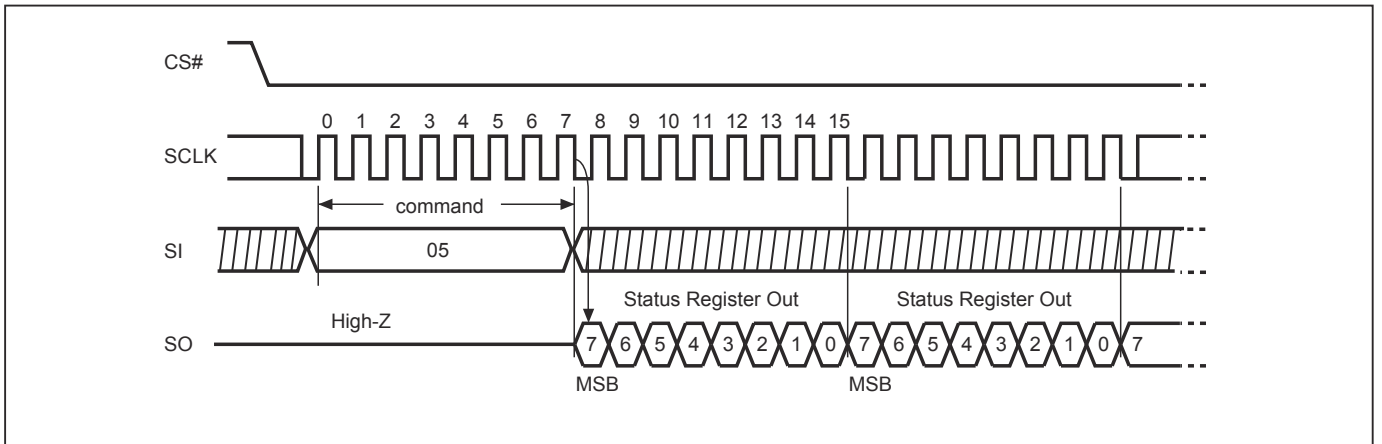 CS#
0 1 2 3 4 5 6 7 8 9 10 11 12 13 14 15
SCLK
command
SI
05
Status Register Out Status Register Out
High-Z
SO
7 6 5 4 3 2 1 0 7 6 5 4 3 2 1 0 7
MSB MSB